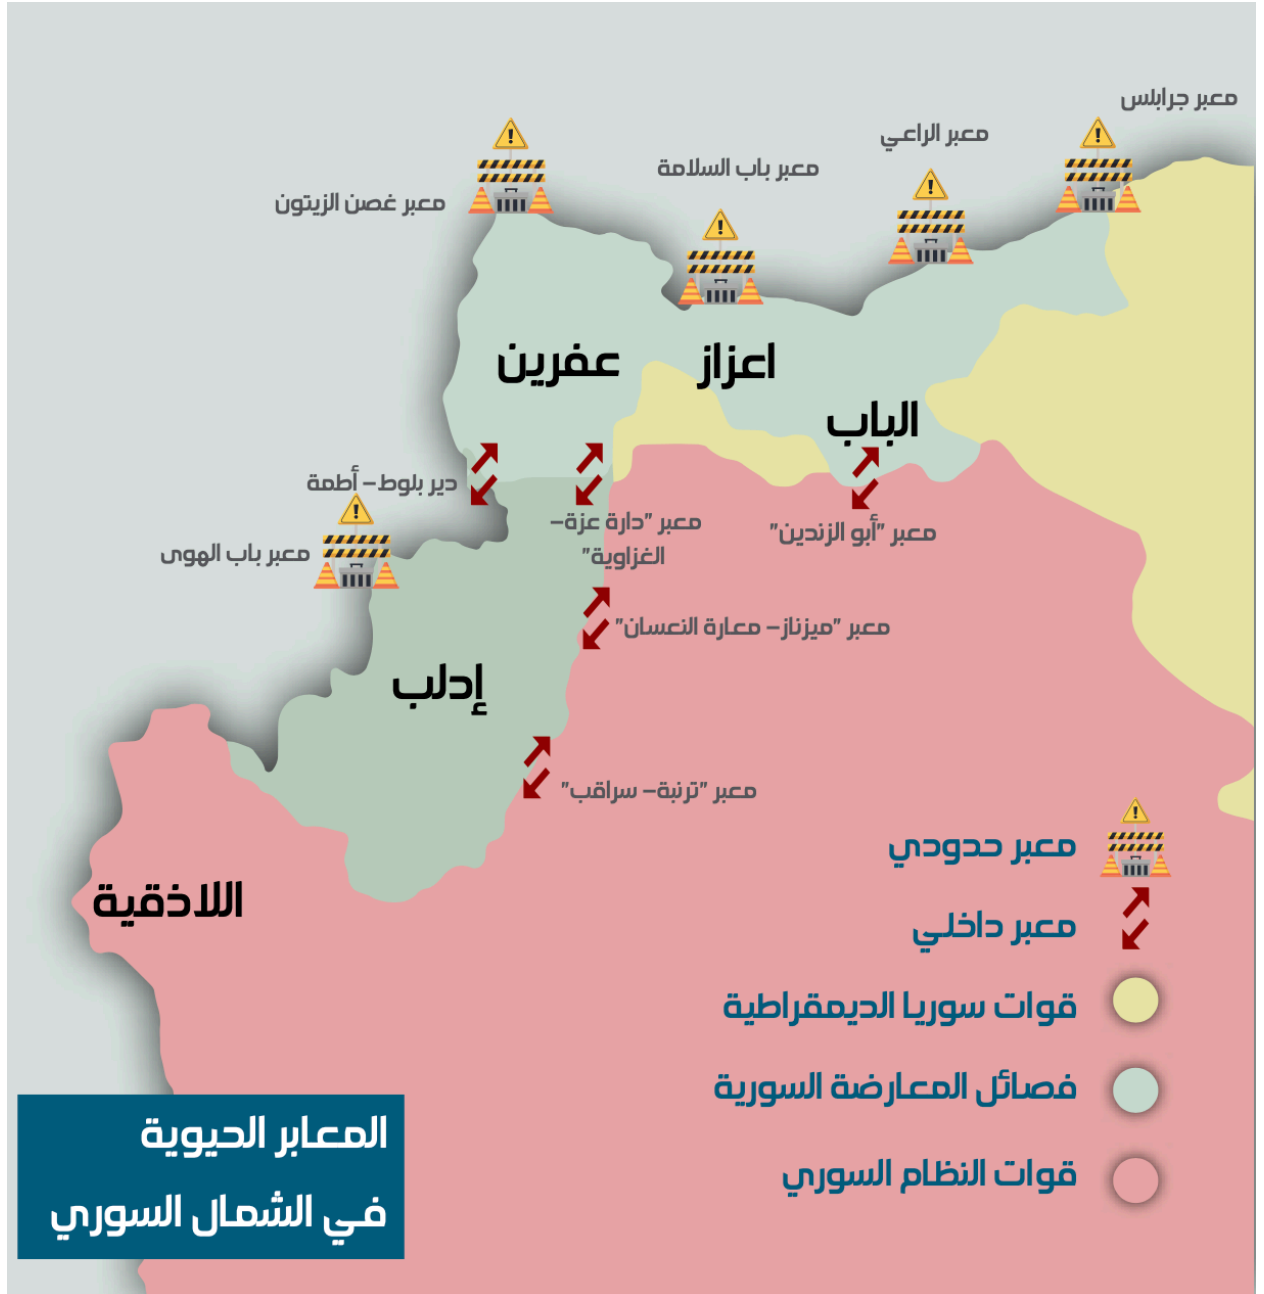 معبر جرابلس
معبر الراعي
معبر باب السلامة
معبر غصن الزيتون
عفرين
اعزاز
الباب
دير بلوط – أطمة
معبر باب الهوى
معبر "دارة عزة –
الغزاوية"
معبر "أبو الزندين"
معبر "ميزناز – معارة النعسان"
إدلب
معبر "ترنبة – سراقب"
اللاذقية
معبر حدودي
معبر داخلي
قوات سوريا الديمقراطية
فصائل المعارضة السورية
قوات النظام السوري
المعابر الحيوية
في الشمال السوري